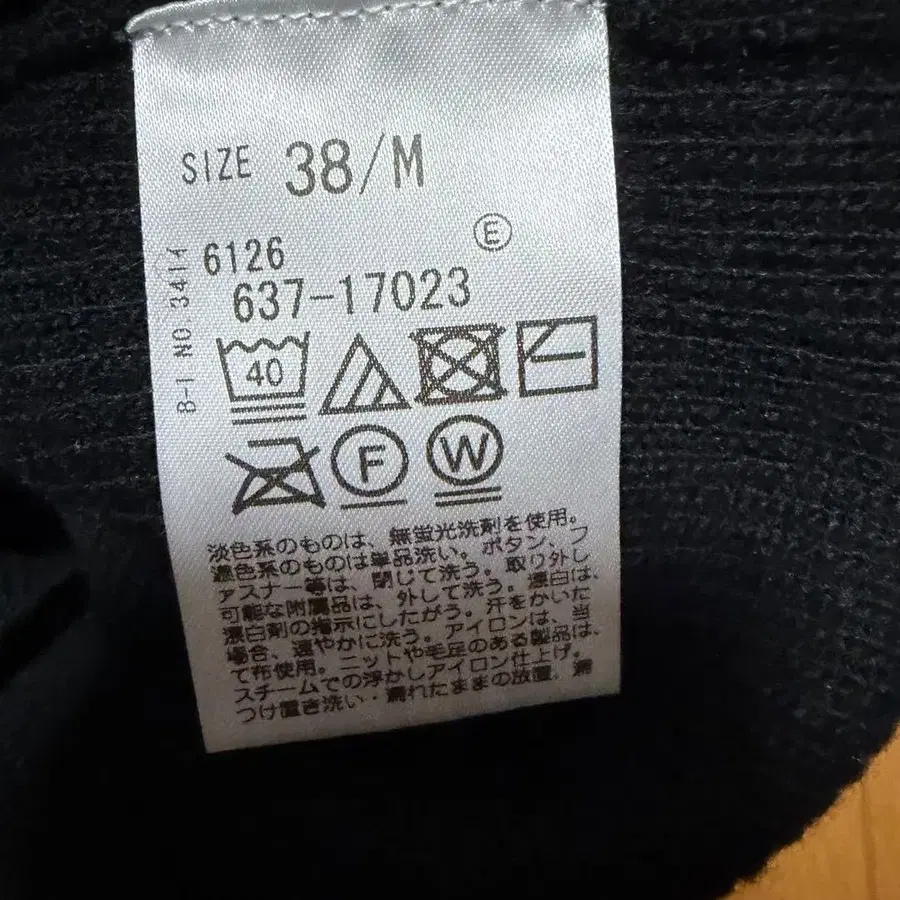 SIZE 38/M
E
6126
637-17023
B-I NO.3414
40
F
W
淡色系のものは、無蛍光洗剤を使用。
濃色系のものは単品洗い。ボタン、フ
ァスナー等は、閉じて洗う。取り外し
可能な附属品は、外して洗う。漂白は、
漂白剤の指示にしたがう。汗をかいた
場合、速やかに洗う。アイロンは、当
て布使用。ニットや毛足のある製品は、
スチームでの浮かしアイロン仕上げ。
つけ置き洗い・濡れたままの放置、